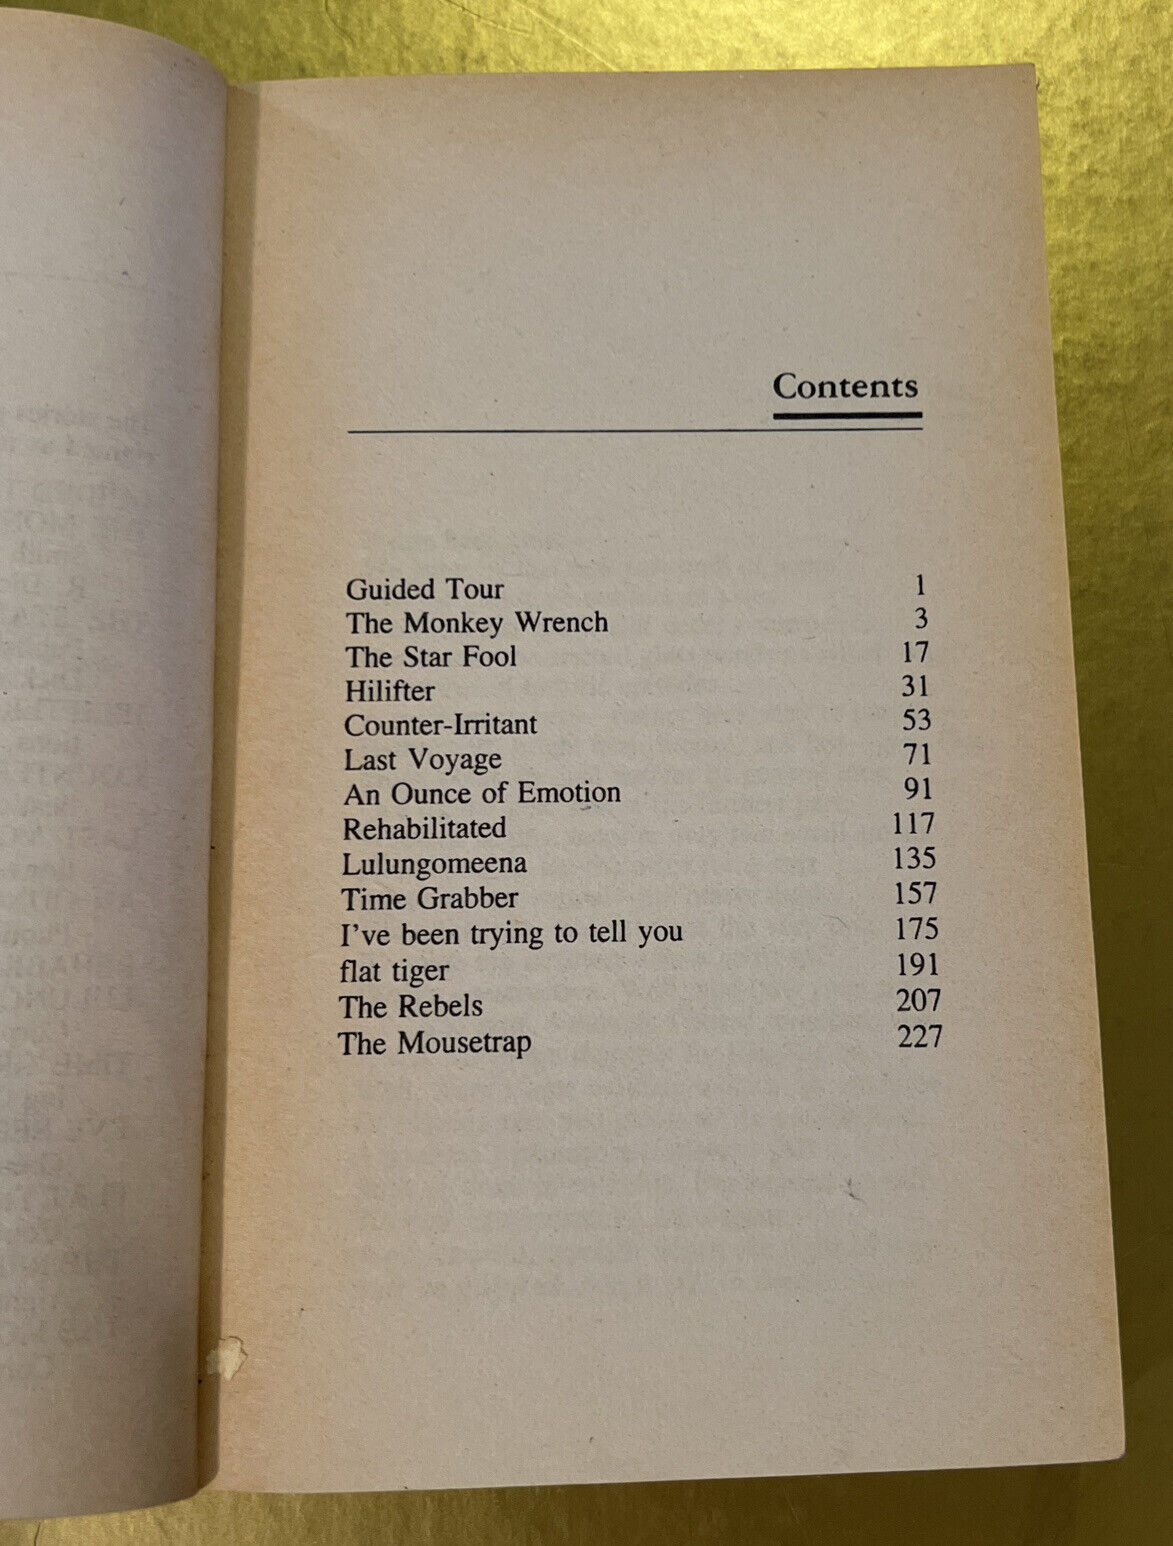 Contents
Guided Tour 1
The Monkey Wrench 3
The Star Fool 17
Hilifter 31
Counter-Irritant 53
Last Voyage 71
An Ounce of Emotion 91
Rehabilitated 117
Lulungomeena 135
Time Grabber 157
I've been trying to tell you 175
flat tiger 191
The Rebels 207
The Mousetrap 227